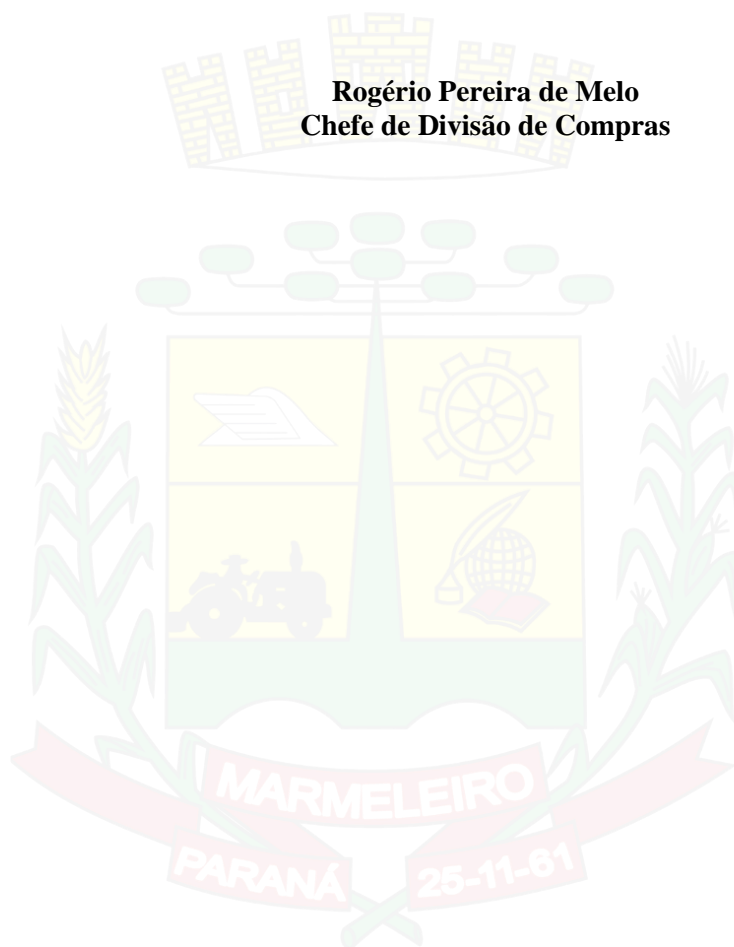 Rogério Pereira de Melo
Chefe de Divisão de Compras
MARMELEIRO
PARANÁ 25-11-61